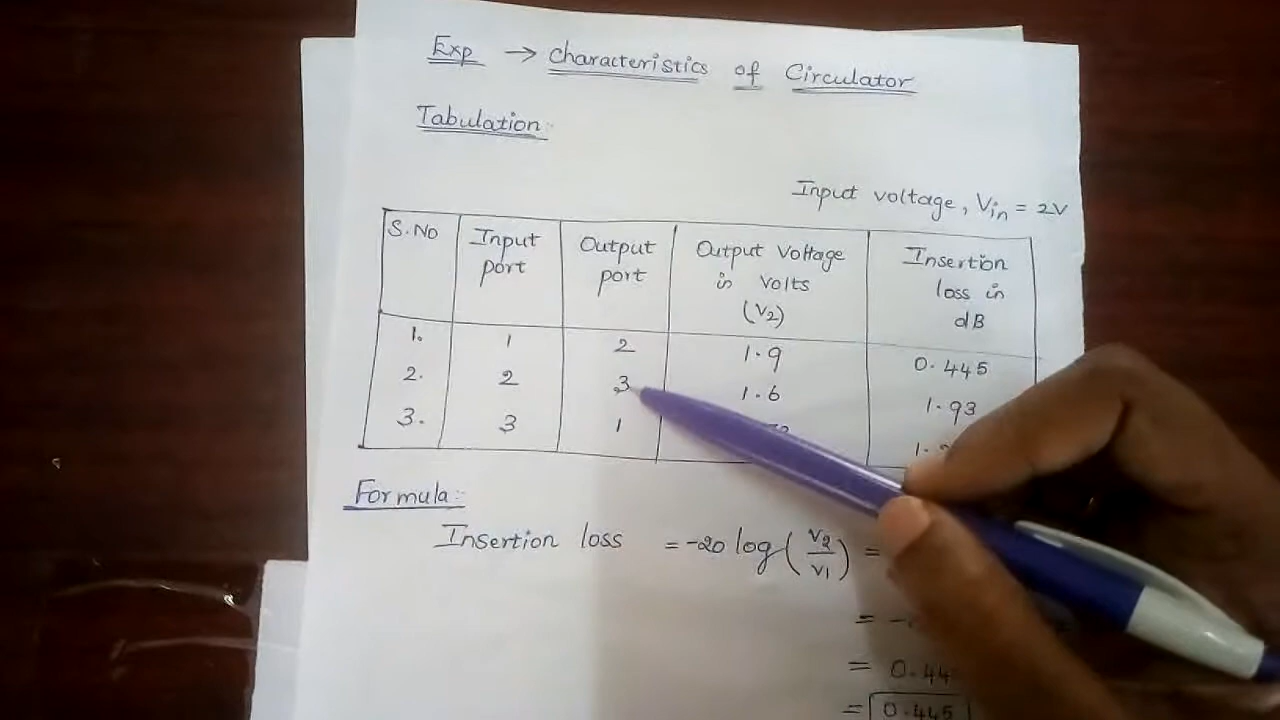 Exp → Characteristics of Circulator
Tabulation:
Input voltage, Vin = 2V
S.No Input port Output port Output Voltage in volts (V2) Insertion loss in dB
1. 1 2 1.9 0.445
2. 2 3 1.6 1.93
3. 3 1
Formula:-
Insertion loss = -20 log (V2/V1) =
= -
= 0.44
= 0.445